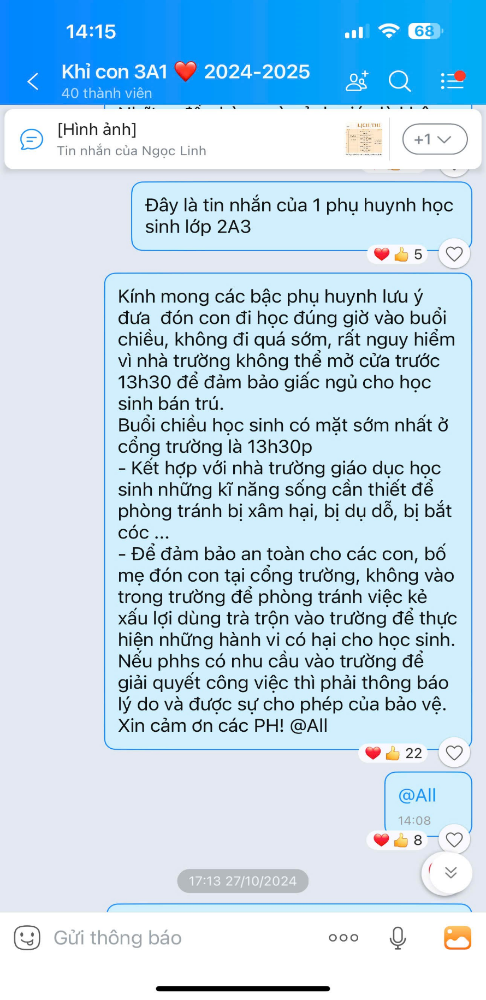 14:15
68
Khỉ con 3A1 ❤️ 2024-2025
40 thành viên
[Hình ảnh]
Tin nhắn của Ngọc Linh
LỊCH THI
+1
Đây là tin nhắn của 1 phụ huynh học
sinh lớp 2A3
5
Kính mong các bậc phụ huynh lưu ý
đưa  đón con đi học đúng giờ vào buổi
chiều, không đi quá sớm, rất nguy hiểm
vì nhà trường không thể mở cửa trước
13h30 để đảm bảo giấc ngủ cho học
sinh bán trú.
Buổi chiều học sinh có mặt sớm nhất ở
cổng trường là 13h30p
- Kết hợp với nhà trường giáo dục học
sinh những kĩ năng sống cần thiết để
phòng tránh bị xâm hại, bị dụ dỗ, bị bắt
cóc ...
- Để đảm bảo an toàn cho các con, bố
mẹ đón con tại cổng trường, không vào
trong trường để phòng tránh việc kẻ
xấu lợi dùng trà trộn vào trường để thực
hiện những hành vi có hại cho học sinh.
Nếu phhs có nhu cầu vào trường để
giải quyết công việc thì phải thông báo
lý do và được sự cho phép của bảo vệ.
Xin cảm ơn các PH! @All
22
@All
14:08
8
17:13 27/10/2024
Gửi thông báo